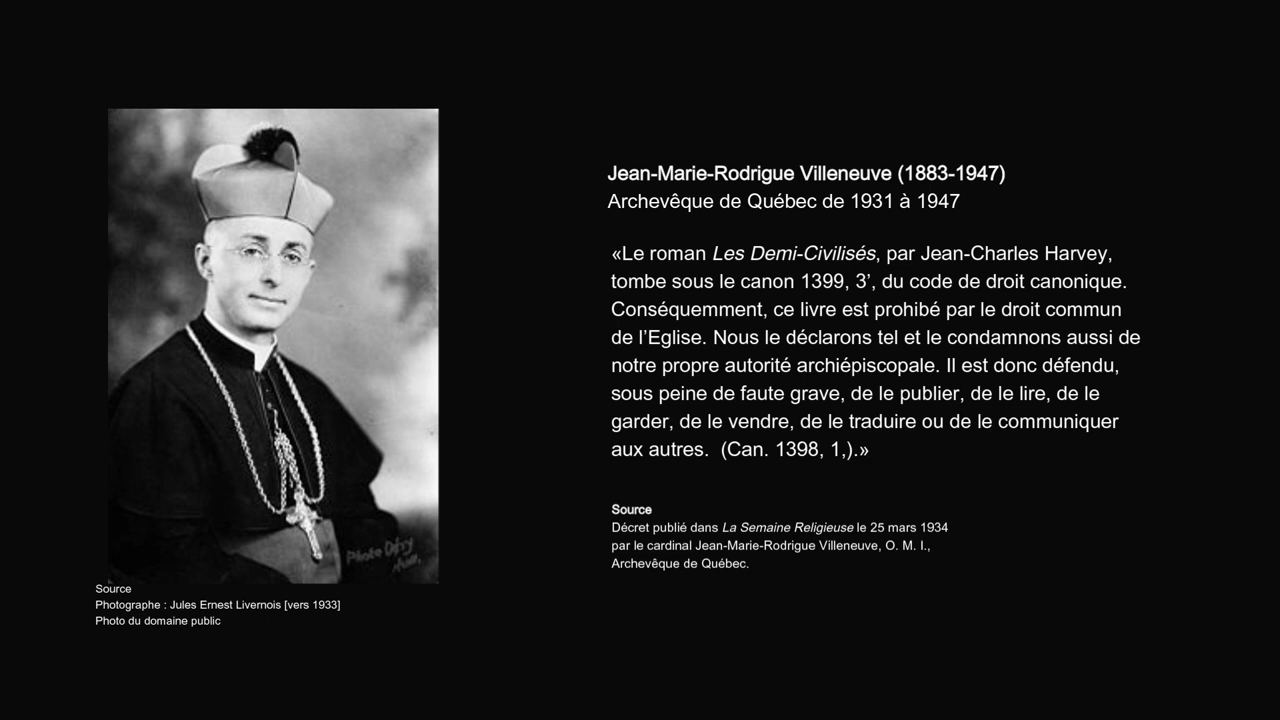 Jean-Marie-Rodrigue Villeneuve (1883-1947)
Archevêque de Québec de 1931 à 1947
«Le roman Les Demi-Civilisés, par Jean-Charles Harvey,
tombe sous le canon 1399, 3’, du code de droit canonique.
Conséquemment, ce livre est prohibé par le droit commun
de l’Eglise. Nous le déclarons tel et le condamnons aussi de
notre propre autorité archiépiscopale. Il est donc défendu,
sous peine de faute grave, de le publier, de le lire, de le
garder, de le vendre, de le traduire ou de le communiquer
aux autres.  (Can. 1398, 1,).»
Source
Décret publié dans La Semaine Religieuse le 25 mars 1934
par le cardinal Jean-Marie-Rodrigue Villeneuve, O. M. I.,
Archevêque de Québec.
Photo Déry
Source
Photographe : Jules Ernest Livernois [vers 1933]
Photo du domaine public